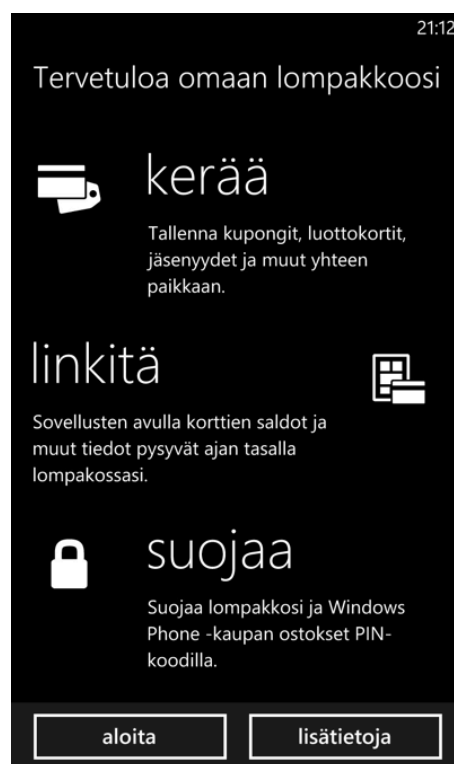 21:12
Tervetuloa omaan lompakkoosi
kerää
Tallenna kupongit, luottokortit,
jäsenyydet ja muut yhteen
paikkaan.
linkitä
Sovellusten avulla korttien saldot ja
muut tiedot pysyvät ajan tasalla
lompakossasi.
suojaa
Suojaa lompakkosi ja Windows
Phone -kaupan ostokset PIN-
koodilla.
aloita
lisätietoja